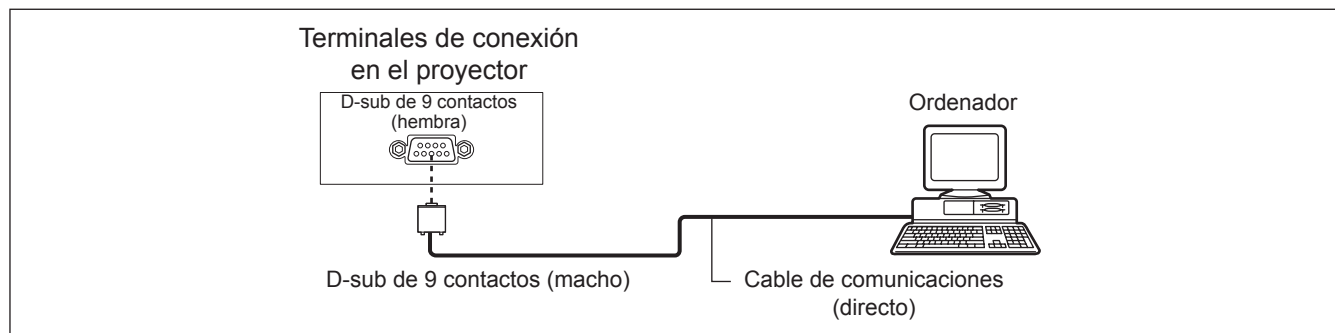 Terminales de conexión
en el proyector
D-sub de 9 contactos
(hembra)
Ordenador
D-sub de 9 contactos (macho)
Cable de comunicaciones
(directo)